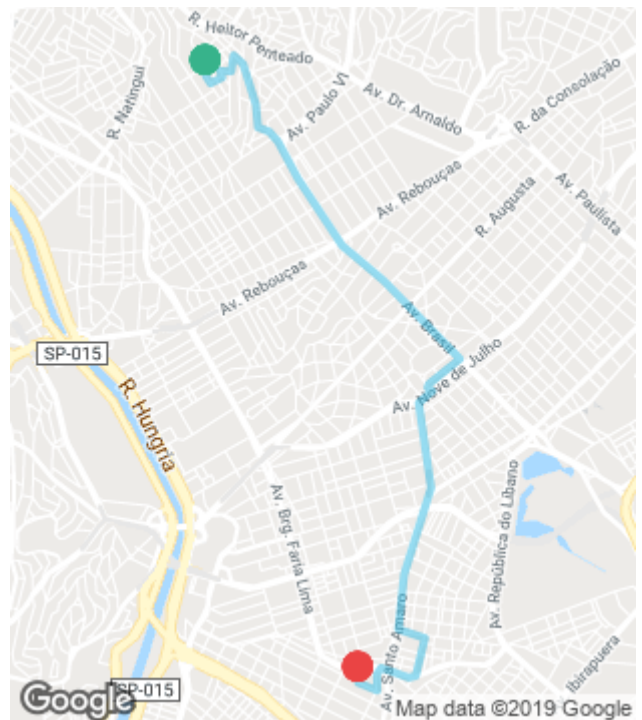 R. Heitor Penteado
Av. Paulo VI
R. Natingui
Av. Dr. Arnaldo
R. da Consolação
Av. Rebouças
Av. Paulista
R. Augusta
Av. Rebouças
Av. Brasil
SP-015
Av. Nove de Julho
R. Hungria
Av. Brg. Faria Lima
Av. República do Líbano
Av. Santo Amaro
Ibirapuera
SP-015
Google
Map data ©2019 Google